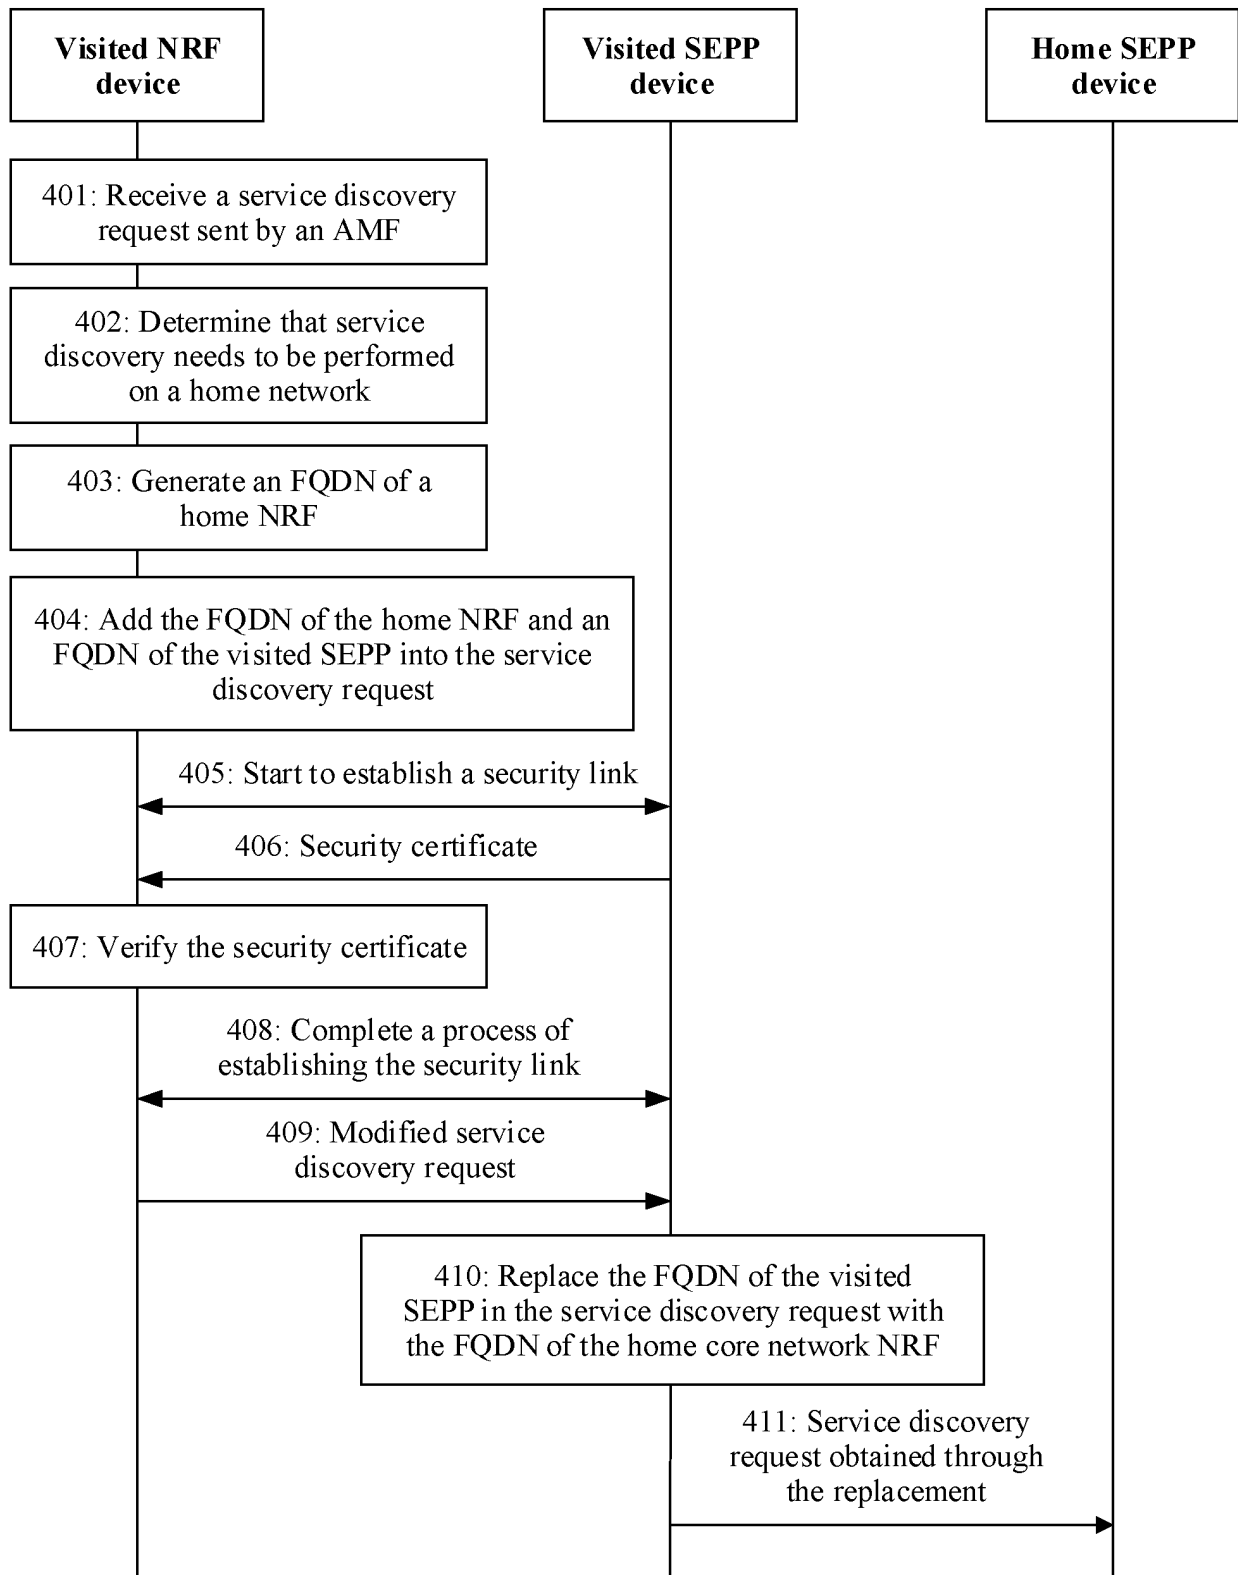 Visited NRF
device
Visited SEPP
device
Home SEPP
device
401: Receive a service discovery
request sent by an AMF
402: Determine that service
discovery needs to be performed
on a home network
403: Generate an FQDN of a
home NRF
404: Add the FQDN of the home NRF and an
FQDN of the visited SEPP into the service
discovery request
405: Start to establish a security link
406: Security certificate
407: Verify the security certificate
408: Complete a process of
establishing the security link
409: Modified service
discovery request
410: Replace the FQDN of the visited
SEPP in the service discovery request with
the FQDN of the home core network NRF
411: Service discovery
request obtained through
the replacement